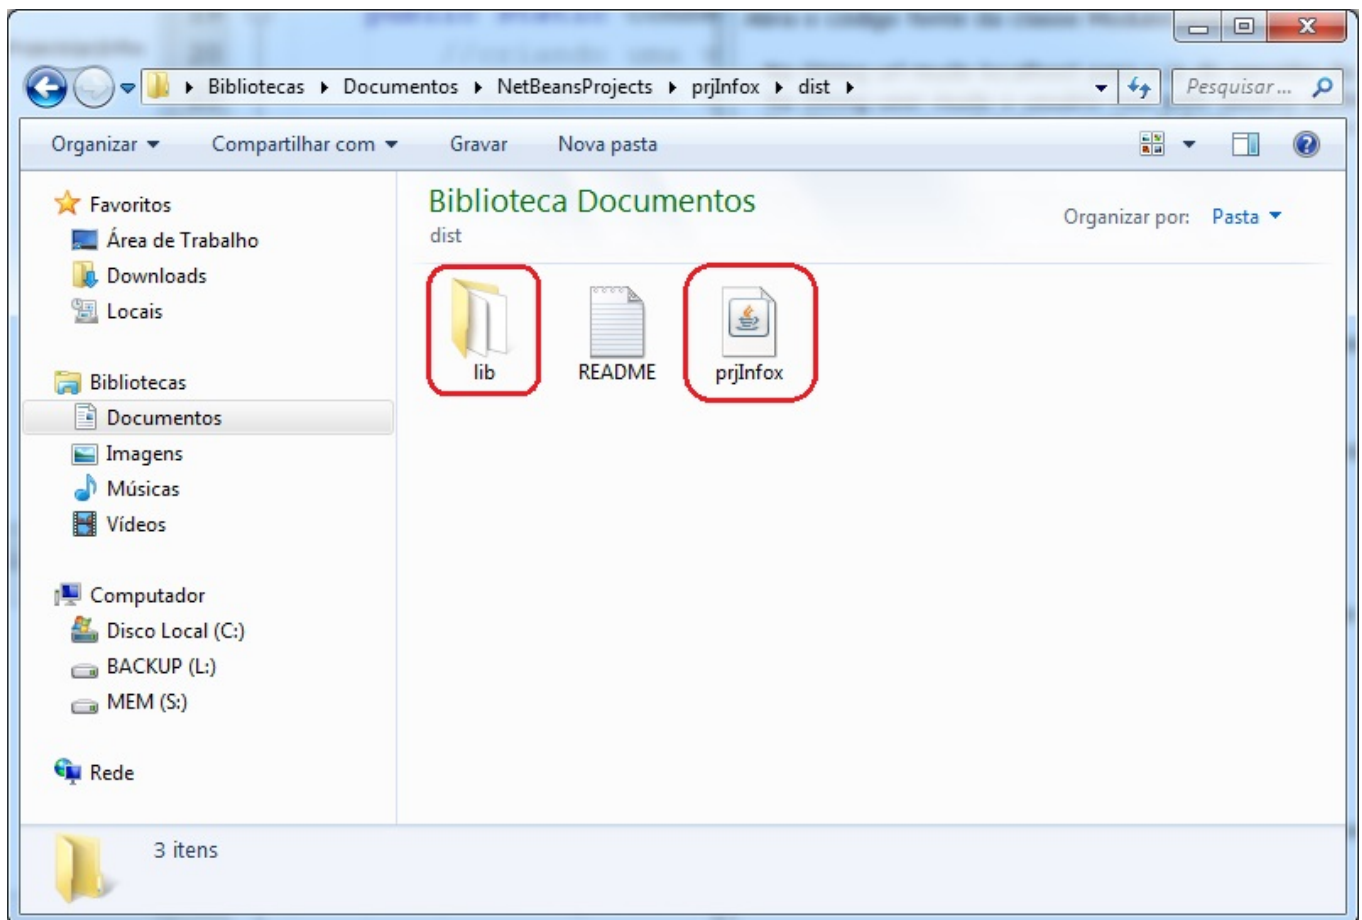 Bibliotecas ▸ Documentos ▸ NetBeansProjects ▸ prjInfox ▸ dist ▸
Pesquisar ...
Organizar ▼ Compartilhar com ▼ Gravar Nova pasta
Favoritos
Área de Trabalho
Downloads
Locais
Bibliotecas
Documentos
Imagens
Músicas
Vídeos
Computador
Disco Local (C:)
BACKUP (L:)
MEM (S:)
Rede
Biblioteca Documentos
dist
Organizar por: Pasta ▼
lib
README
prjInfox
3 itens